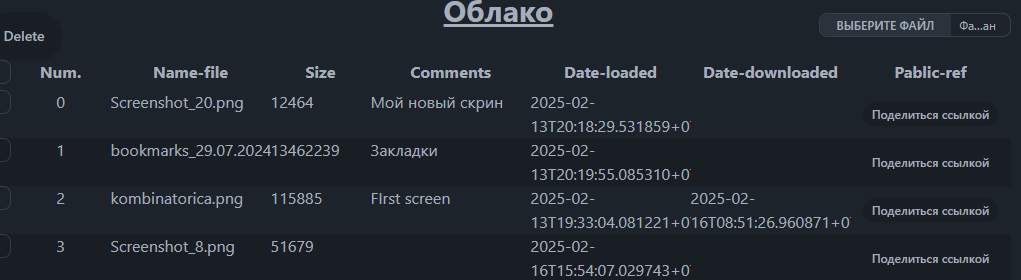 Облако
Delete
ВЫБЕРИТЕ ФАЙЛ Фа...ан
Num. Name-file Size Comments Date-loaded Date-downloaded Pablic-ref
0 Screenshot_20.png 12464 Мой новый скрин 2025-02-
13T20:18:29.531859+0 Поделиться ссылкой
1 bookmarks_29.07.2024 13462239 Закладки 2025-02-
13T20:19:55.085310+0 Поделиться ссылкой
2 kombinatorica.png 115885 FIrst screen 2025-02- 2025-02-
13T19:33:04.081221+0 16T08:51:26.960871+0 Поделиться ссылкой
3 Screenshot_8.png 51679 2025-02-
16T15:54:07.029743+0 Поделиться ссылкой